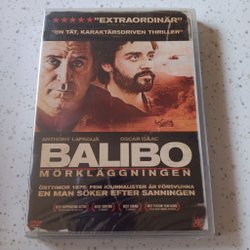 ★★★★★ "EXTRAORDINÄR"
"EN TÄT, KARAKTÄRSDRIVEN THRILLER"
ANTHONY LAPAGLIA OSCAR ISAAC
BALIBO
MÖRKLÄGGNINGEN
ÖSTTIMOR 1975: FEM JOURNALISTER ÄR FÖRSVUNNA
EN MAN SÖKER EFTER SANNINGEN